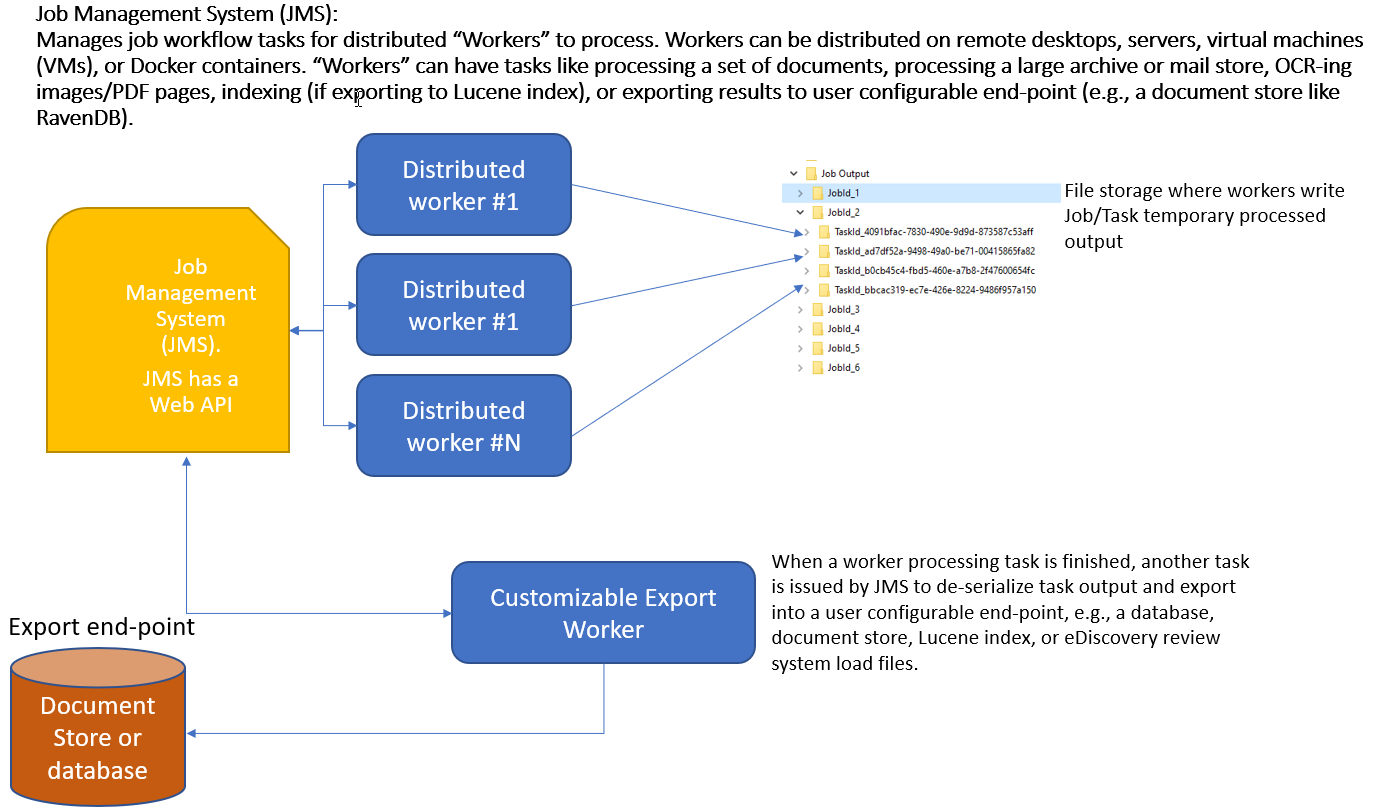 Job Management System (JMS):
Manages job workflow tasks for distributed “Workers” to process. Workers can be distributed on remote desktops, servers, virtual machines
(VMs), or Docker containers. “Workers” can have tasks like processing a set of documents, processing a large archive or mail store, OCR-ing
images/PDF pages, indexing (if exporting to Lucene index), or exporting results to user configurable end-point (e.g., a document store like
RavenDB).
Job
Management
System
(JMS).
JMS has a
Web API
Distributed
worker #1
Distributed
worker #1
Distributed
worker #N
Job Output
JobId_1
JobId_2
TaskId_4091bfac-7830-490e-9d9d-873587c53aff
TaskId_ad7df52a-9498-49a0-be71-00415865fa82
TaskId_b0cb45c4-fbd5-460e-a7b8-2f47600654fc
TaskId_bbcac319-ec7e-426e-8224-9486f957a150
JobId_3
JobId_4
JobId_5
JobId_6
File storage where workers write
Job/Task temporary processed
output
Customizable Export
Worker
When a worker processing task is finished, another task
is issued by JMS to de-serialize task output and export
into a user configurable end-point, e.g., a database,
document store, Lucene index, or eDiscovery review
system load files.
Export end-point
Document
Store or
database